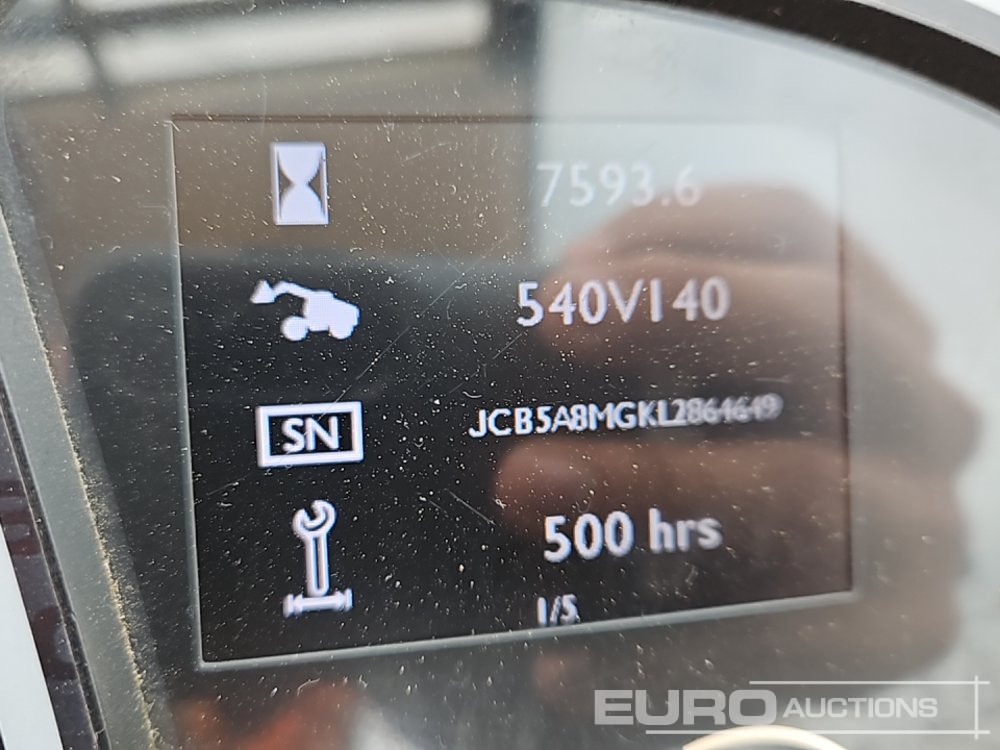 7593.6
540V140
SN
JCB5A8MGKL2864649
500 hrs
1/5
EURO AUCTIONS